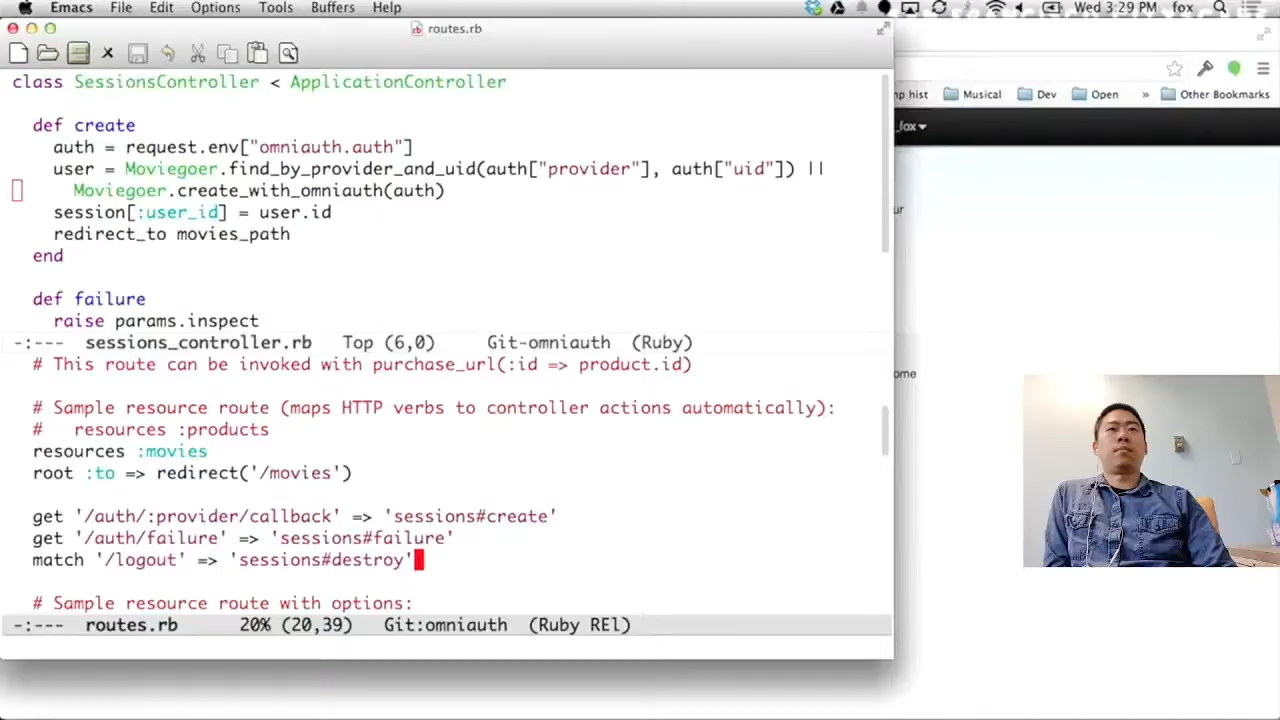 Emacs File Edit Options Tools Buffers Help Wed 3:29 PM fox
routes.rb
class SessionsController < ApplicationController
def create
auth = request.env["omniauth.auth"]
user = Moviegoer.find_by_provider_and_uid(auth["provider"], auth["uid"]) ||
Moviegoer.create_with_omniauth(auth)
session[:user_id] = user.id
redirect_to movies_path
end
def failure
raise params.inspect
-:--- sessions_controller.rb Top (6,0) Git-omniauth (Ruby)
# This route can be invoked with purchase_url(:id => product.id)
# Sample resource route (maps HTTP verbs to controller actions automatically):
# resources :products
resources :movies
root :to => redirect('/movies')
get '/auth/:provider/callback' => 'sessions#create'
get '/auth/failure' => 'sessions#failure'
match '/logout' => 'sessions#destroy'
# Sample resource route with options:
-:--- routes.rb 20% (20,39) Git:omniauth (Ruby REl)
np hist Musical Dev Open » Other Bookmarks
_fox
ur
ome